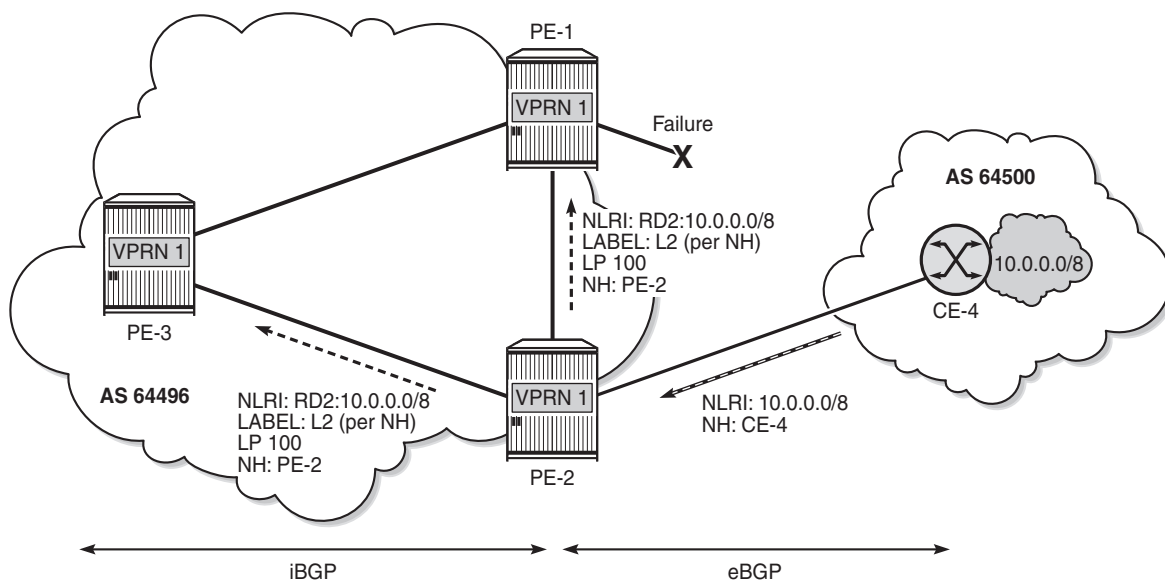 PE-1
VPRN 1
Failure
X
AS 64500
NLRI: RD2:10.0.0.0/8
LABEL: L2 (per NH)
LP 100
NH: PE-2
10.0.0.0/8
CE-4
VPRN 1
PE-3
AS 64496
NLRI: RD2:10.0.0.0/8
LABEL: L2 (per NH)
LP 100
NH: PE-2
VPRN 1
PE-2
NLRI: 10.0.0.0/8
NH: CE-4
iBGP
eBGP